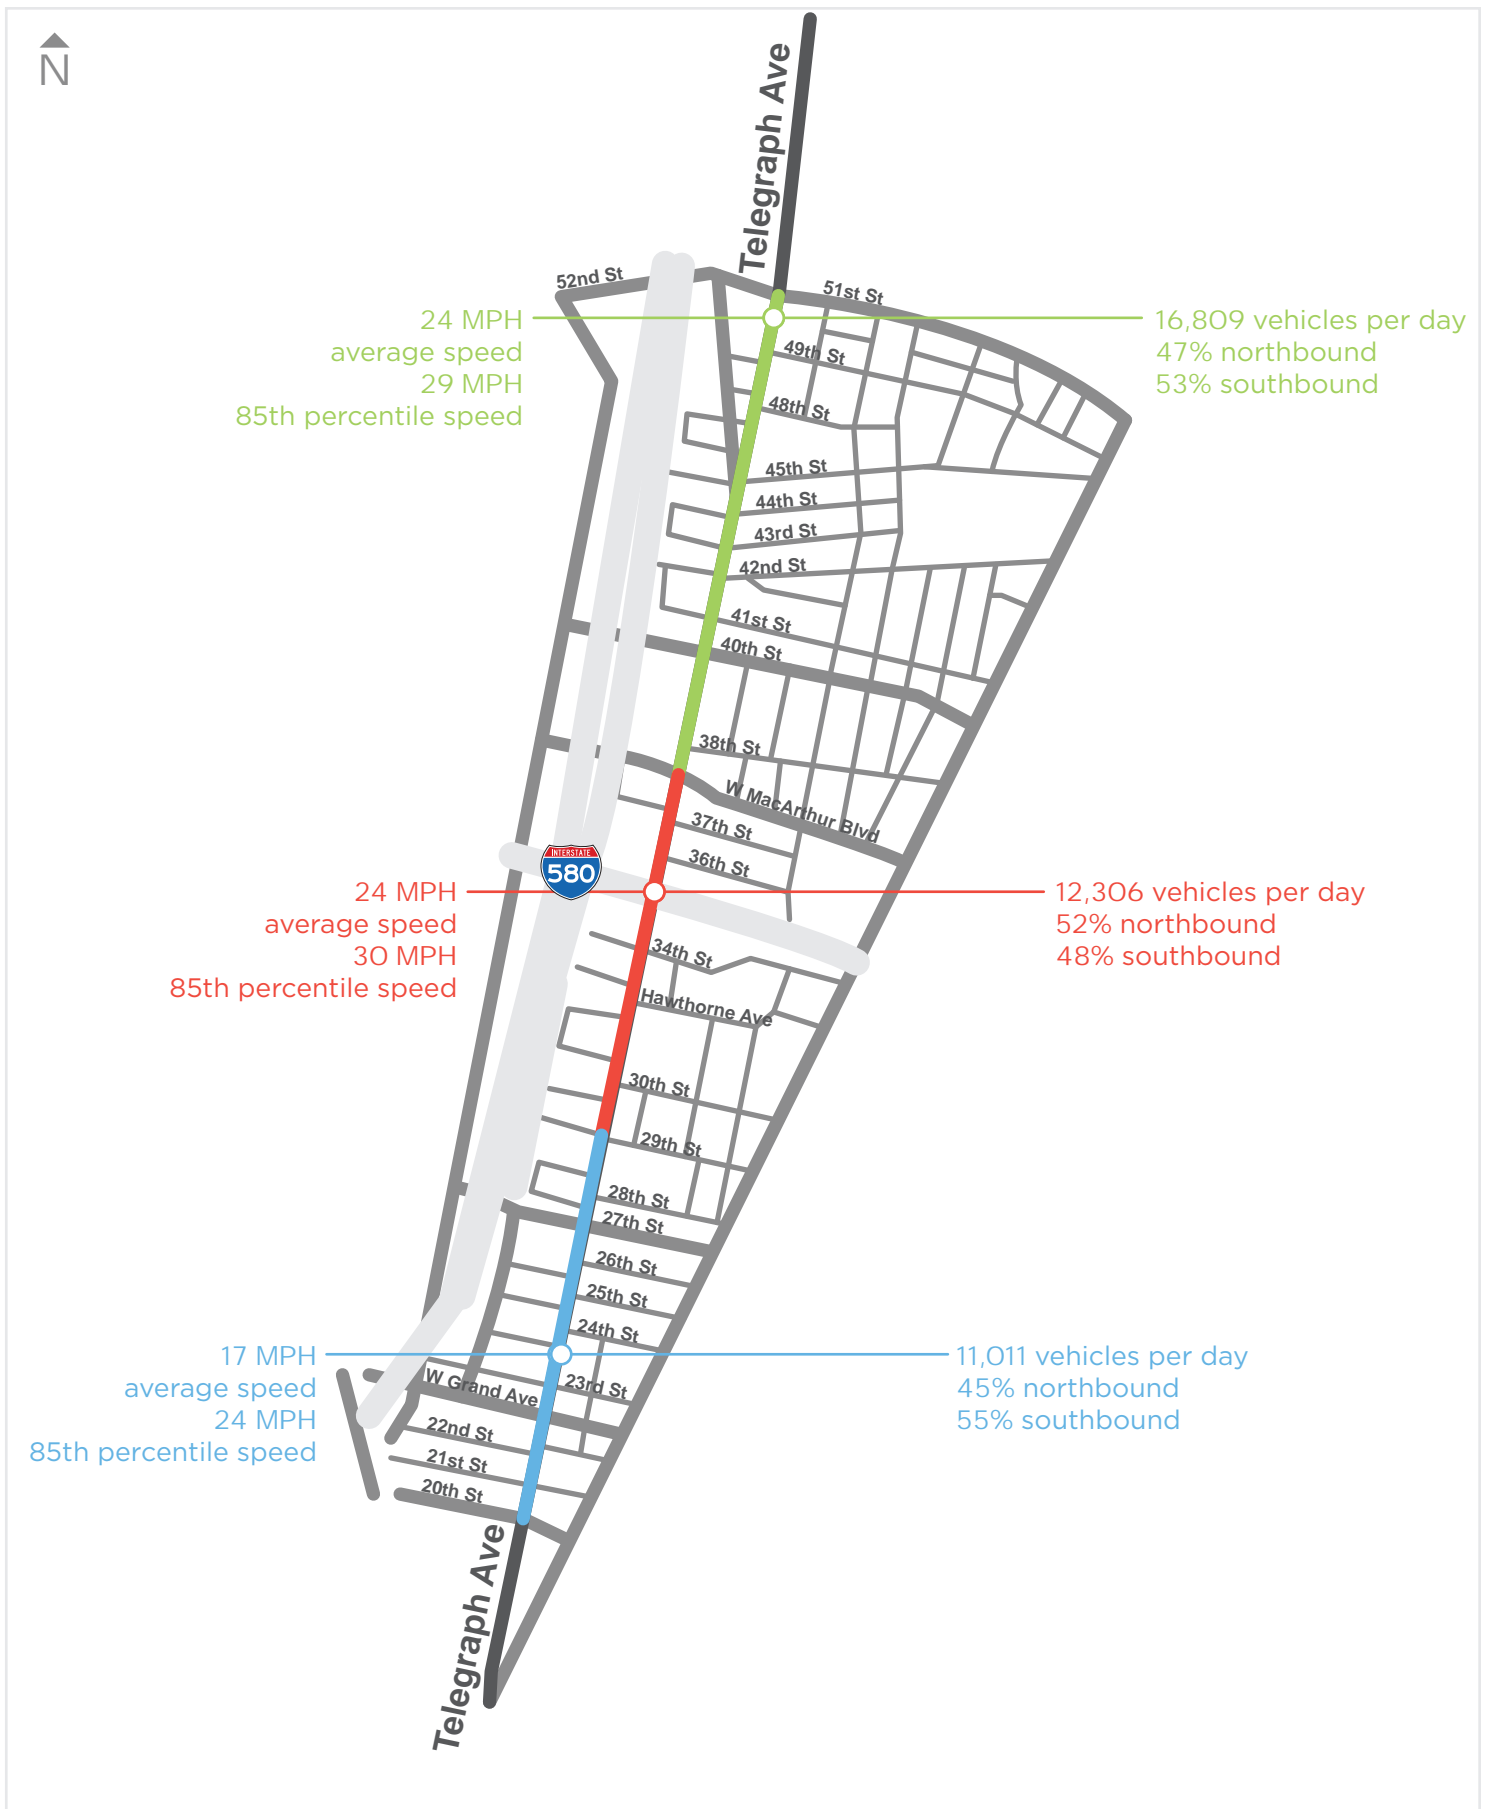 N
Telegraph Ave
52nd St
51st St
24 MPH
average speed
29 MPH
85th percentile speed
16,809 vehicles per day
47% northbound
53% southbound
49th St
48th St
45th St
44th St
43rd St
42nd St
41st St
40th St
38th St
W MacArthur Blvd
37th St
36th St
INTERSTATE
580
24 MPH
average speed
30 MPH
85th percentile speed
12,306 vehicles per day
52% northbound
48% southbound
34th St
Hawthorne Ave
30th St
29th St
28th St
27th St
26th St
25th St
24th St
17 MPH
average speed
24 MPH
85th percentile speed
11,011 vehicles per day
45% northbound
55% southbound
23rd St
W Grand Ave
22nd St
21st St
20th St
Telegraph Ave